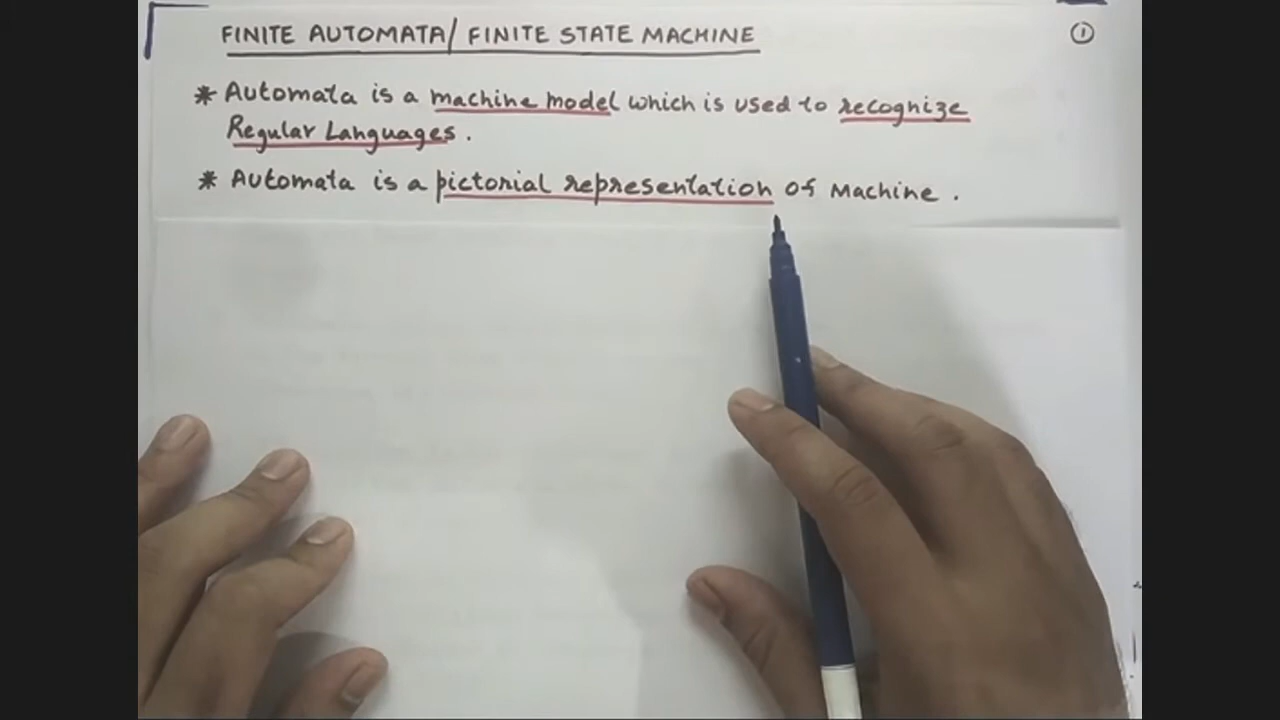 FINITE AUTOMATA/ FINITE STATE MACHINE
①
* Automata is a machine model which is used to recognize
Regular Languages.
* Automata is a pictorial representation of Machine.